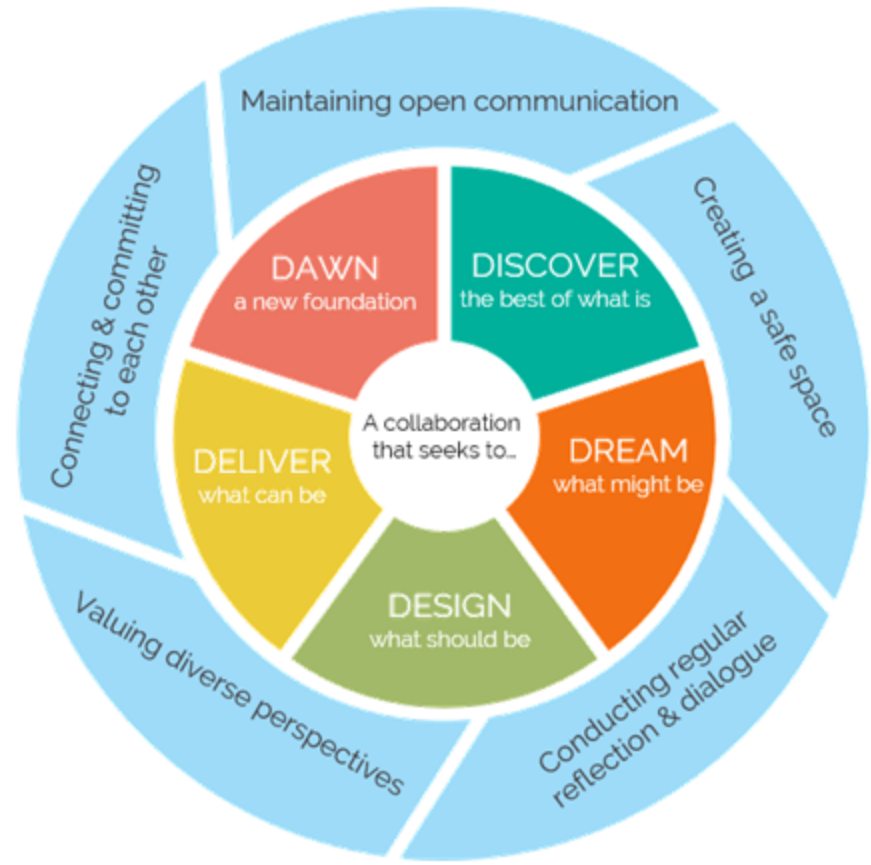 Maintaining open communication
Creating a safe space
Conducting regular
reflection & dialogue
Valuing diverse perspectives
Connecting & committing
to each other
DAWN
a new foundation
DISCOVER
the best of what is
DREAM
what might be
DESIGN
what should be
DELIVER
what can be
A collaboration
that seeks to...